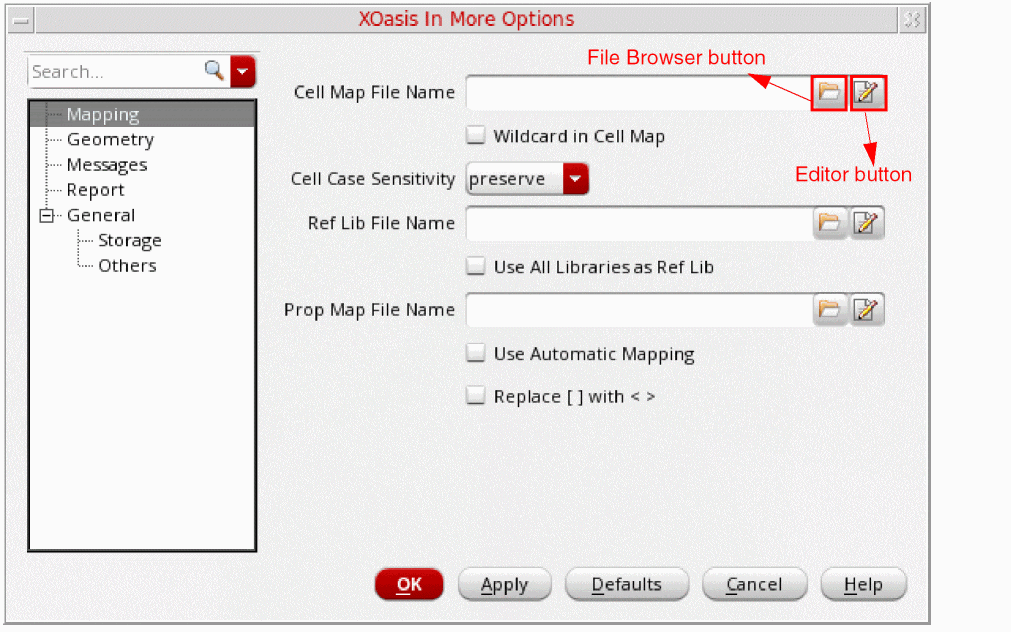 XOasis In More Options
Search...
Mapping
Geometry
Messages
Report
General
Storage
Others
File Browser button
Cell Map File Name
Wildcard in Cell Map
Editor button
Cell Case Sensitivity preserve
Ref Lib File Name
Use All Libraries as Ref Lib
Prop Map File Name
Use Automatic Mapping
Replace [ ] with < >
OK Apply Defaults Cancel Help